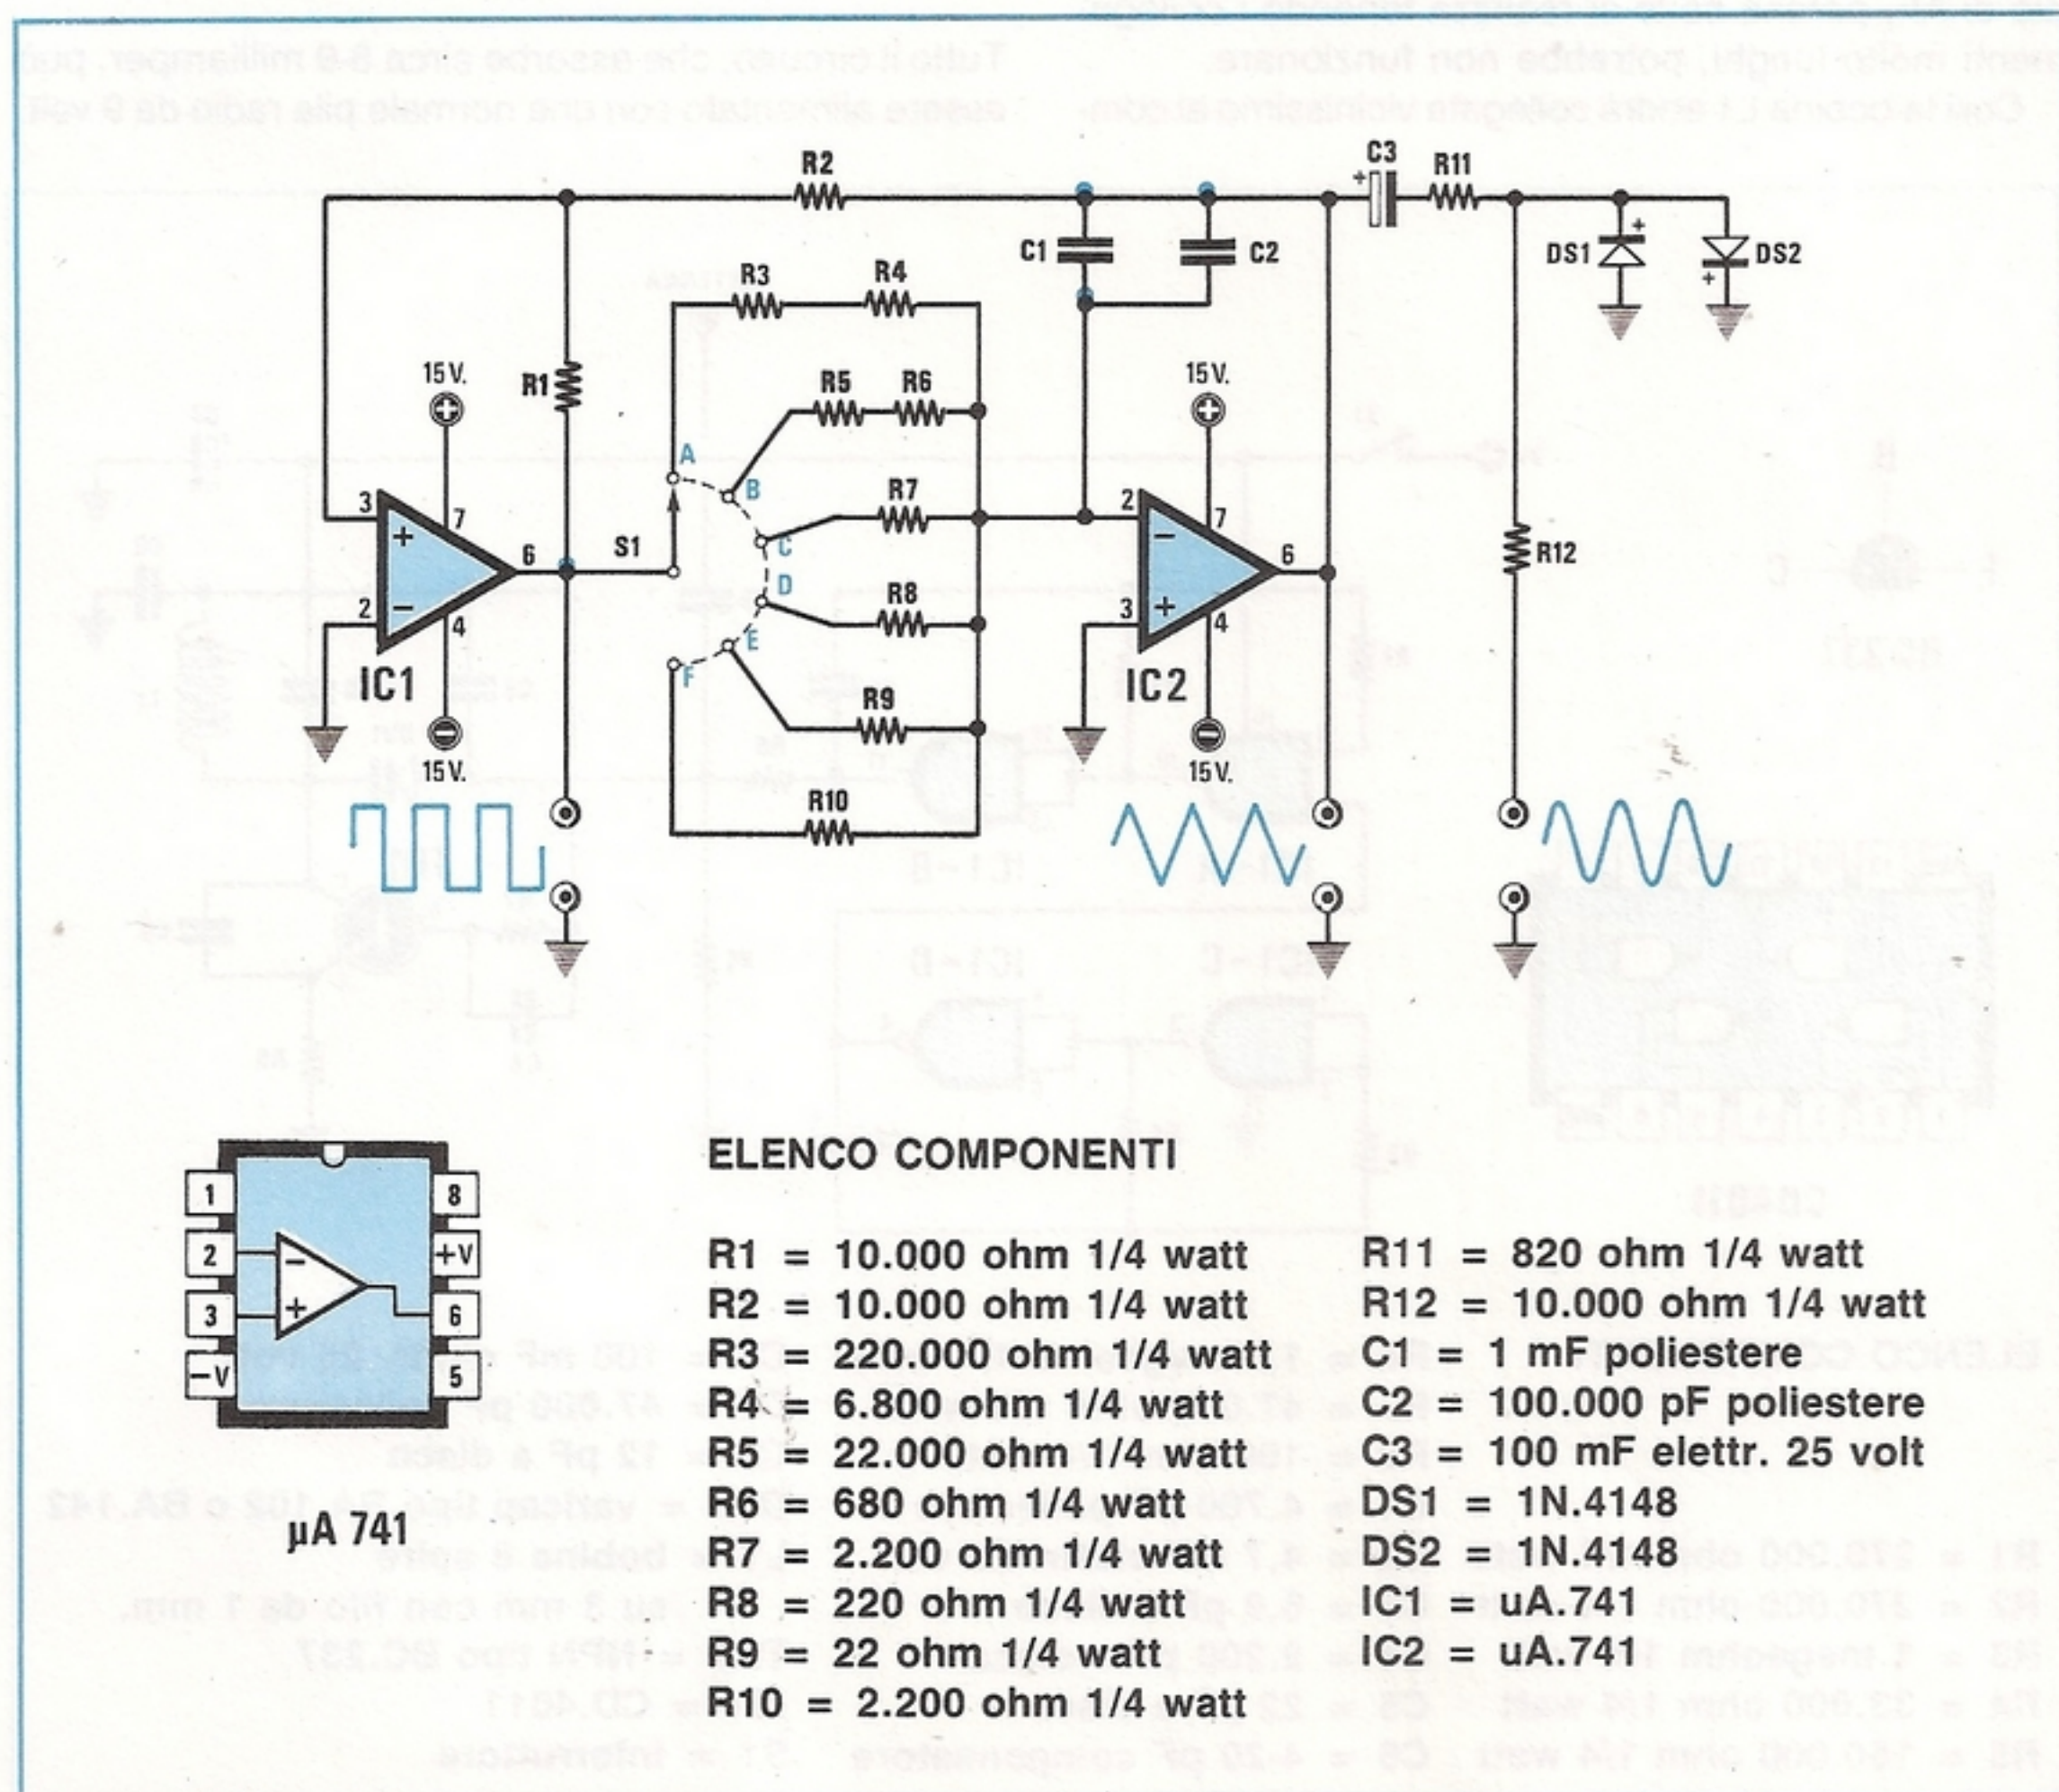 Tutto il circuito, che assorbe circa 8-9 milliamper, può
essere alimentato con una normale pila radio da 9 volt.
R2
C3
+
R11
C1
C2
DS1
+
DS2
+
R3
R4
15V.
+
R1
R5
R6
15V.
+
A
B
3
+
7
R7
2
−
7
C
6
S1
6
R12
D
2
−
4
R8
3
+
4
E
IC1
F
IC2
R9
−
15V.
−
15V.
R10
1
8
2
−
+V
3
+
6
−V
5
µA 741
ELENCO COMPONENTI
R1 = 10.000 ohm 1/4 watt
R2 = 10.000 ohm 1/4 watt
R3 = 220.000 ohm 1/4 watt
R4 = 6.800 ohm 1/4 watt
R5 = 22.000 ohm 1/4 watt
R6 = 680 ohm 1/4 watt
R7 = 2.200 ohm 1/4 watt
R8 = 220 ohm 1/4 watt
R9 = 22 ohm 1/4 watt
R10 = 2.200 ohm 1/4 watt
R11 = 820 ohm 1/4 watt
R12 = 10.000 ohm 1/4 watt
C1 = 1 mF poliestere
C2 = 100.000 pF poliestere
C3 = 100 mF elettr. 25 volt
DS1 = 1N.4148
DS2 = 1N.4148
IC1 = uA.741
IC2 = uA.741